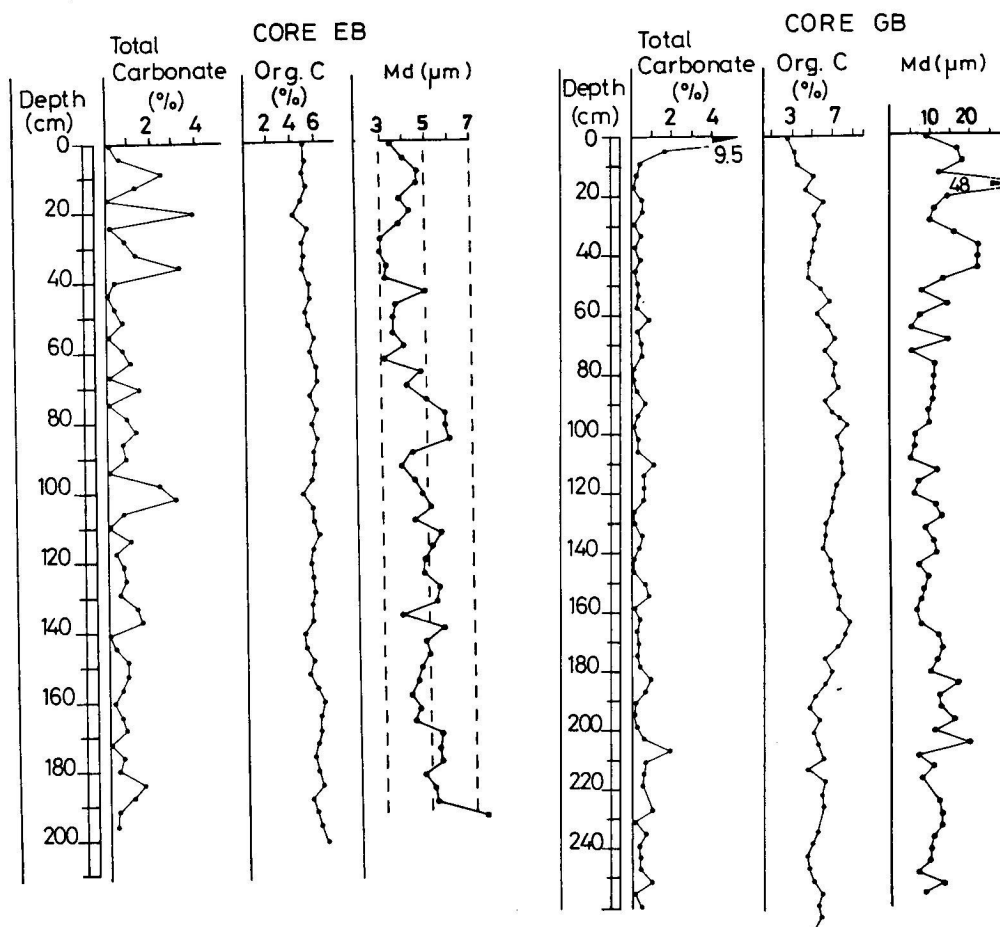 CORE EB
Total Carbonate (%)
Org. C (%)
Md (μm)
Depth (cm)
2 4
2 4 6
3 5 7
0
20
40
60
80
100
120
140
160
180
200
CORE GB
Total Carbonate (%)
Org. C (%)
Md (μm)
Depth (cm)
2 4
3 7
10 20
0
9.5
48
20
40
60
80
100
120
140
160
180
200
220
240